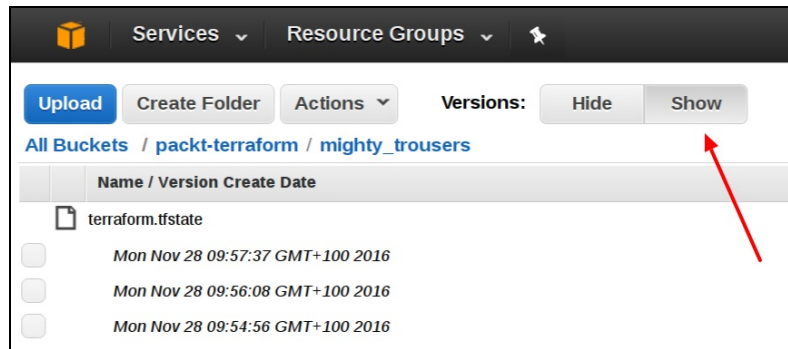 Services Resource Groups
Upload Create Folder Actions Versions: Hide Show
All Buckets / packt-terraform / mighty_trousers
Name / Version Create Date
terraform.tfstate
Mon Nov 28 09:57:37 GMT+100 2016
Mon Nov 28 09:56:08 GMT+100 2016
Mon Nov 28 09:54:56 GMT+100 2016